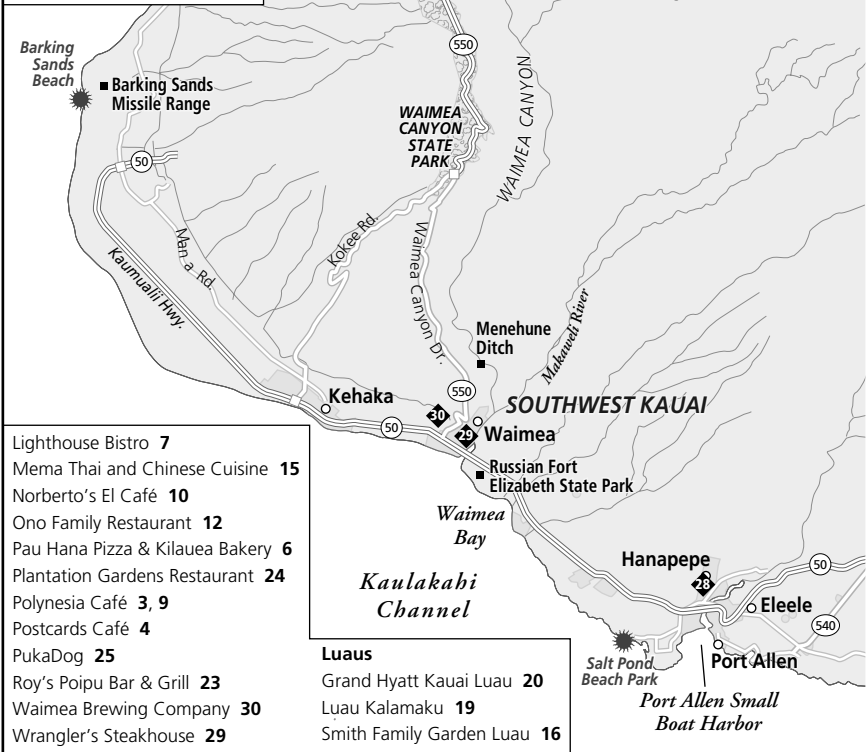 Barking
Sands
Beach
Barking Sands
Missile Range
550
WAIMEA
CANYON
STATE
PARK
WAIMEA CANYON
50
Man a Rd.
Kaumualii Hwy.
Kokee Rd.
Waimea Canyon Dr.
Makaweli River
Menehune
Ditch
550
Kehaka
30
SOUTHWEST KAUAI
50
29
Waimea
Russian Fort
Elizabeth State Park
Waimea
Bay
Kaulakahi
Channel
Hanapepe
28
50
Eleele
540
Port Allen
Salt Pond
Beach Park
Port Allen Small
Boat Harbor
Lighthouse Bistro 7
Mema Thai and Chinese Cuisine 15
Norberto's El Café 10
Ono Family Restaurant 12
Pau Hana Pizza & Kilauea Bakery 6
Plantation Gardens Restaurant 24
Polynesia Café 3, 9
Postcards Café 4
PukaDog 25
Roy's Poipu Bar & Grill 23
Waimea Brewing Company 30
Wrangler's Steakhouse 29
Luaus
Grand Hyatt Kauai Luau 20
Luau Kalamaku 19
Smith Family Garden Luau 16